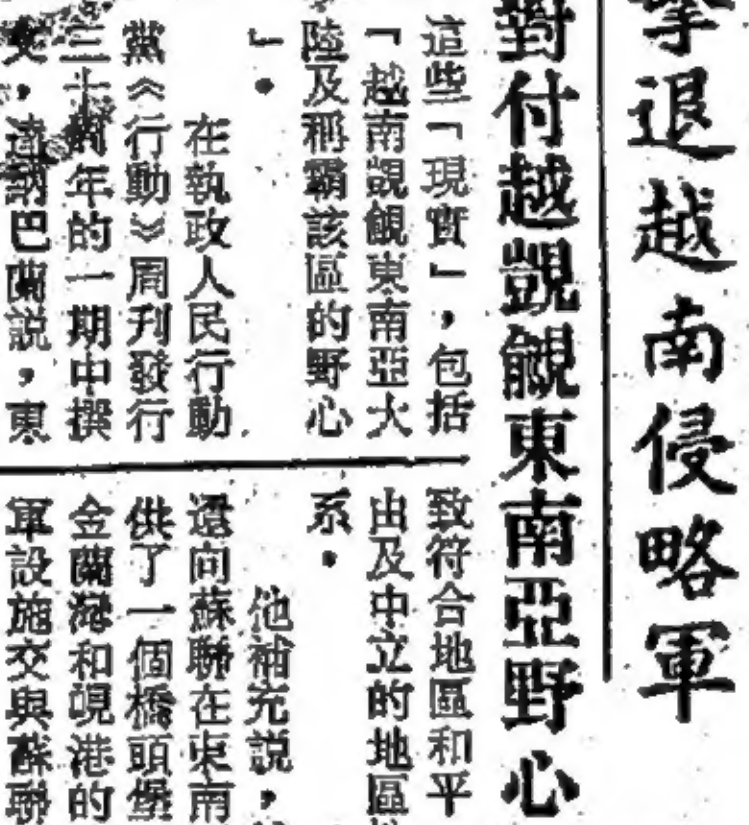 擊退越南侵略軍
對付越覬覦東南亞野心
這些「現實」，包括
「越南覬覦東南亞大
陸及稱霸該區的野心
」。
在執政人民行動
黨《行動》周刊發行
三十周年的一期中撰
文，達納巴蘭說，東
致符合地區和平
由及中立的地區
系。
他補充説，
還向蘇聯在東南
供了一個橋頭堡
金蘭灣和峴港的
軍設施交與蘇聯